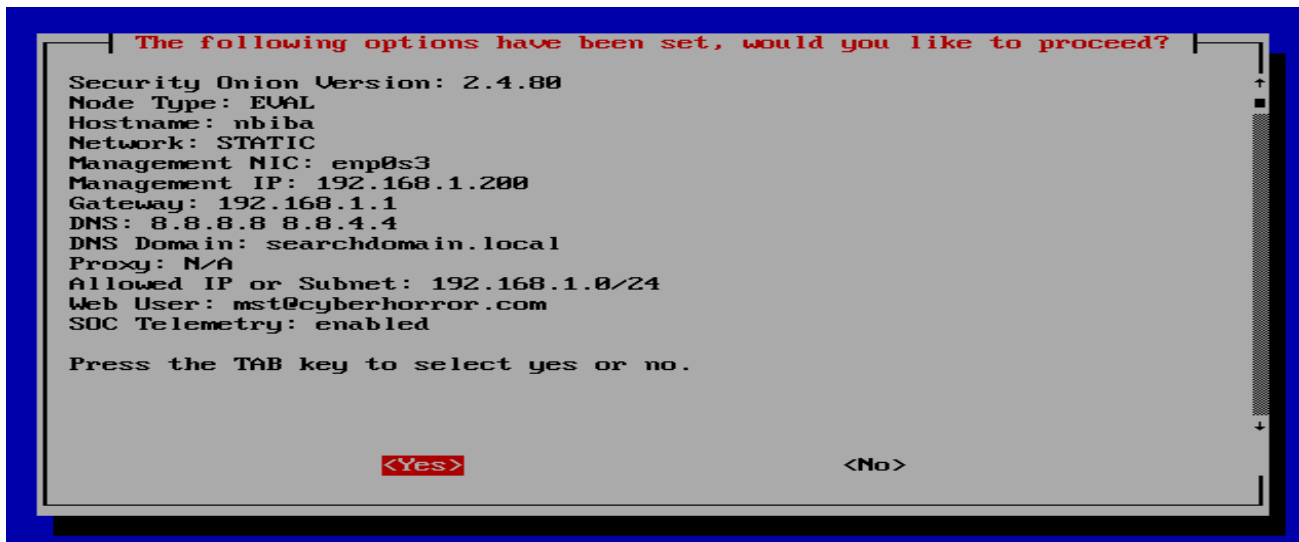 The following options have been set, would you like to proceed?
Security Onion Version: 2.4.80
Node Type: EVAL
Hostname: nbiba
Network: STATIC
Management NIC: enp0s3
Management IP: 192.168.1.200
Gateway: 192.168.1.1
DNS: 8.8.8.8 8.8.4.4
DNS Domain: searchdomain.local
Proxy: N/A
Allowed IP or Subnet: 192.168.1.0/24
Web User: mst@cyberhorror.com
SOC Telemetry: enabled
Press the TAB key to select yes or no.
<Yes> <No>